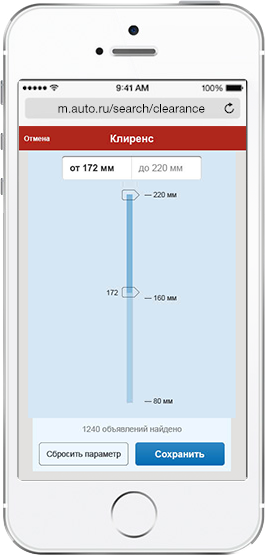 9:41 AM 100%
m.auto.ru/search/clearance
Отмена Клиренс
от 172 мм до 220 мм
— 220 мм
172
— 160 мм
— 80 мм
1240 объявлений найдено
Сбросить параметр Сохранить